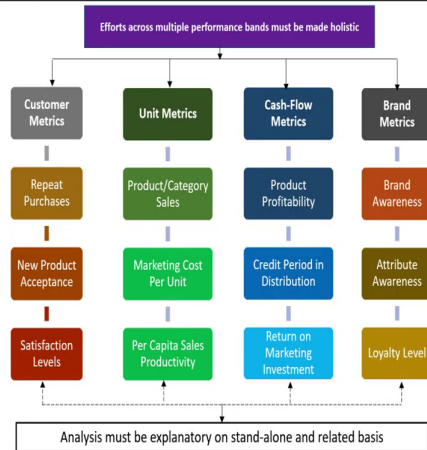 Efforts across multiple performance bands must be made holistic
Customer
Metrics
Unit Metrics
Cash-Flow
Metrics
Brand
Metrics
Repeat
Purchases
Product/Category
Sales
Product
Profitability
Brand
Awareness
New Product
Acceptance
Marketing Cost
Per Unit
Credit Period in
Distribution
Attribute
Awareness
Satisfaction
Levels
Per Capita Sales
Productivity
Return on
Marketing
Investment
Loyalty Level
Analysis must be explanatory on stand-alone and related basis